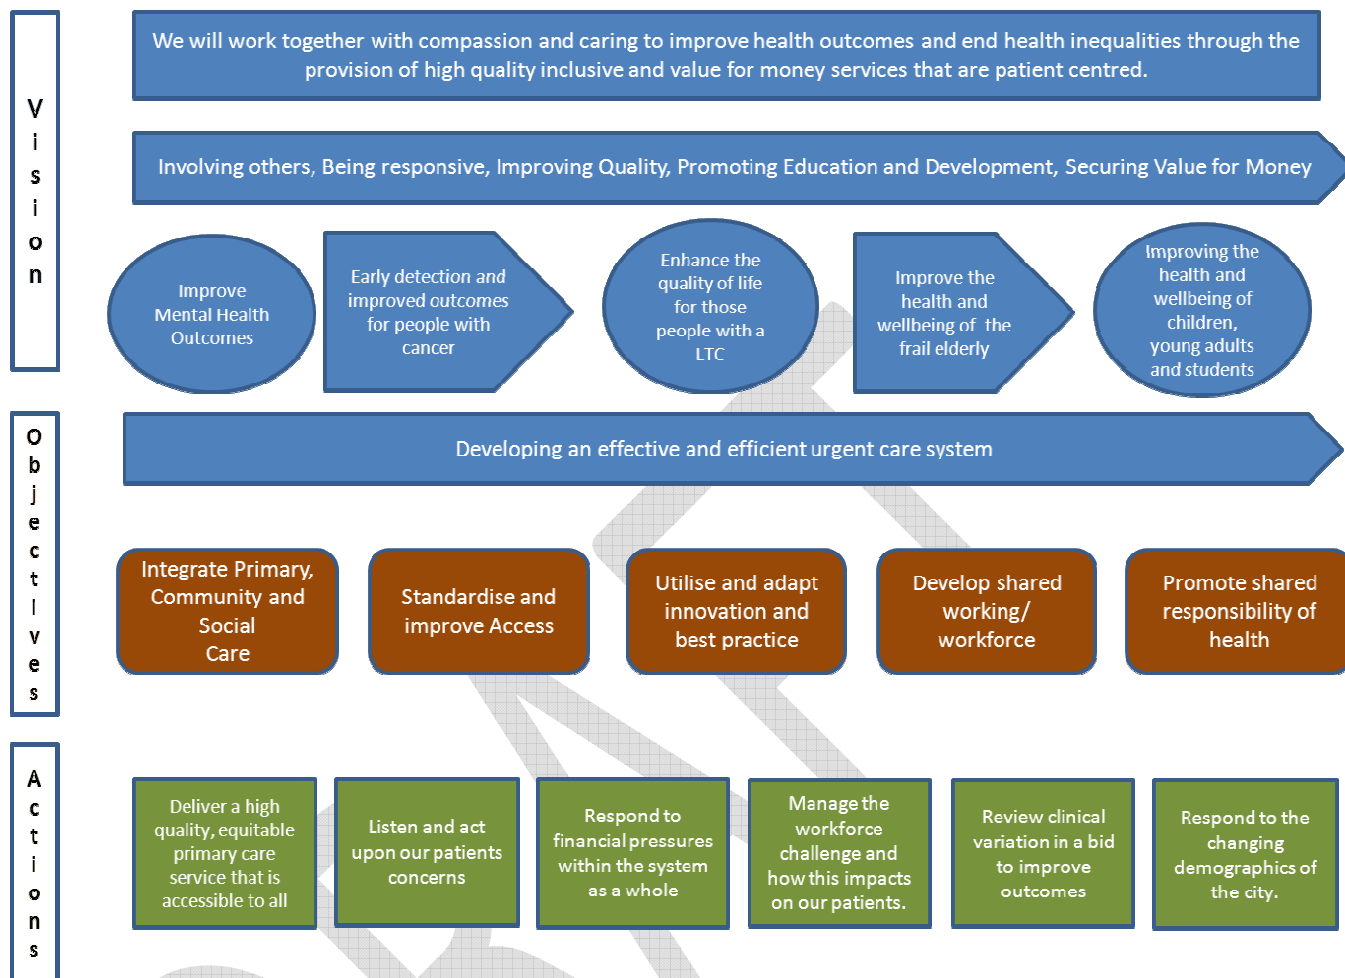 Vision
We will work together with compassion and caring to improve health outcomes and end health inequalities through the
provision of high quality inclusive and value for money services that are patient centred.
Involving others, Being responsive, Improving Quality, Promoting Education and Development, Securing Value for Money
Improve
Mental Health
Outcomes
Early detection and
improved outcomes
for people with
cancer
Enhance the
quality of life
for those
people with a
LTC
Improve the
health and
wellbeing of the
frail elderly
Improving the
health and
wellbeing of
children,
young adults
and students
Objectives
Developing an effective and efficient urgent care system
Integrate Primary,
Community and
Social
Care
Standardise and
improve Access
Utilise and adapt
innovation and
best practice
Develop shared
working/
workforce
Promote shared
responsibility of
health
Actions
Deliver a high
quality, equitable
primary care
service that is
accessible to all
Listen and act
upon our patients
concerns
Respond to
financial pressures
within the system
as a whole
Manage the
workforce
challenge and
how this impacts
on our patients.
Review clinical
variation in a bid
to improve
outcomes
Respond to the
changing
demographics of
the city.